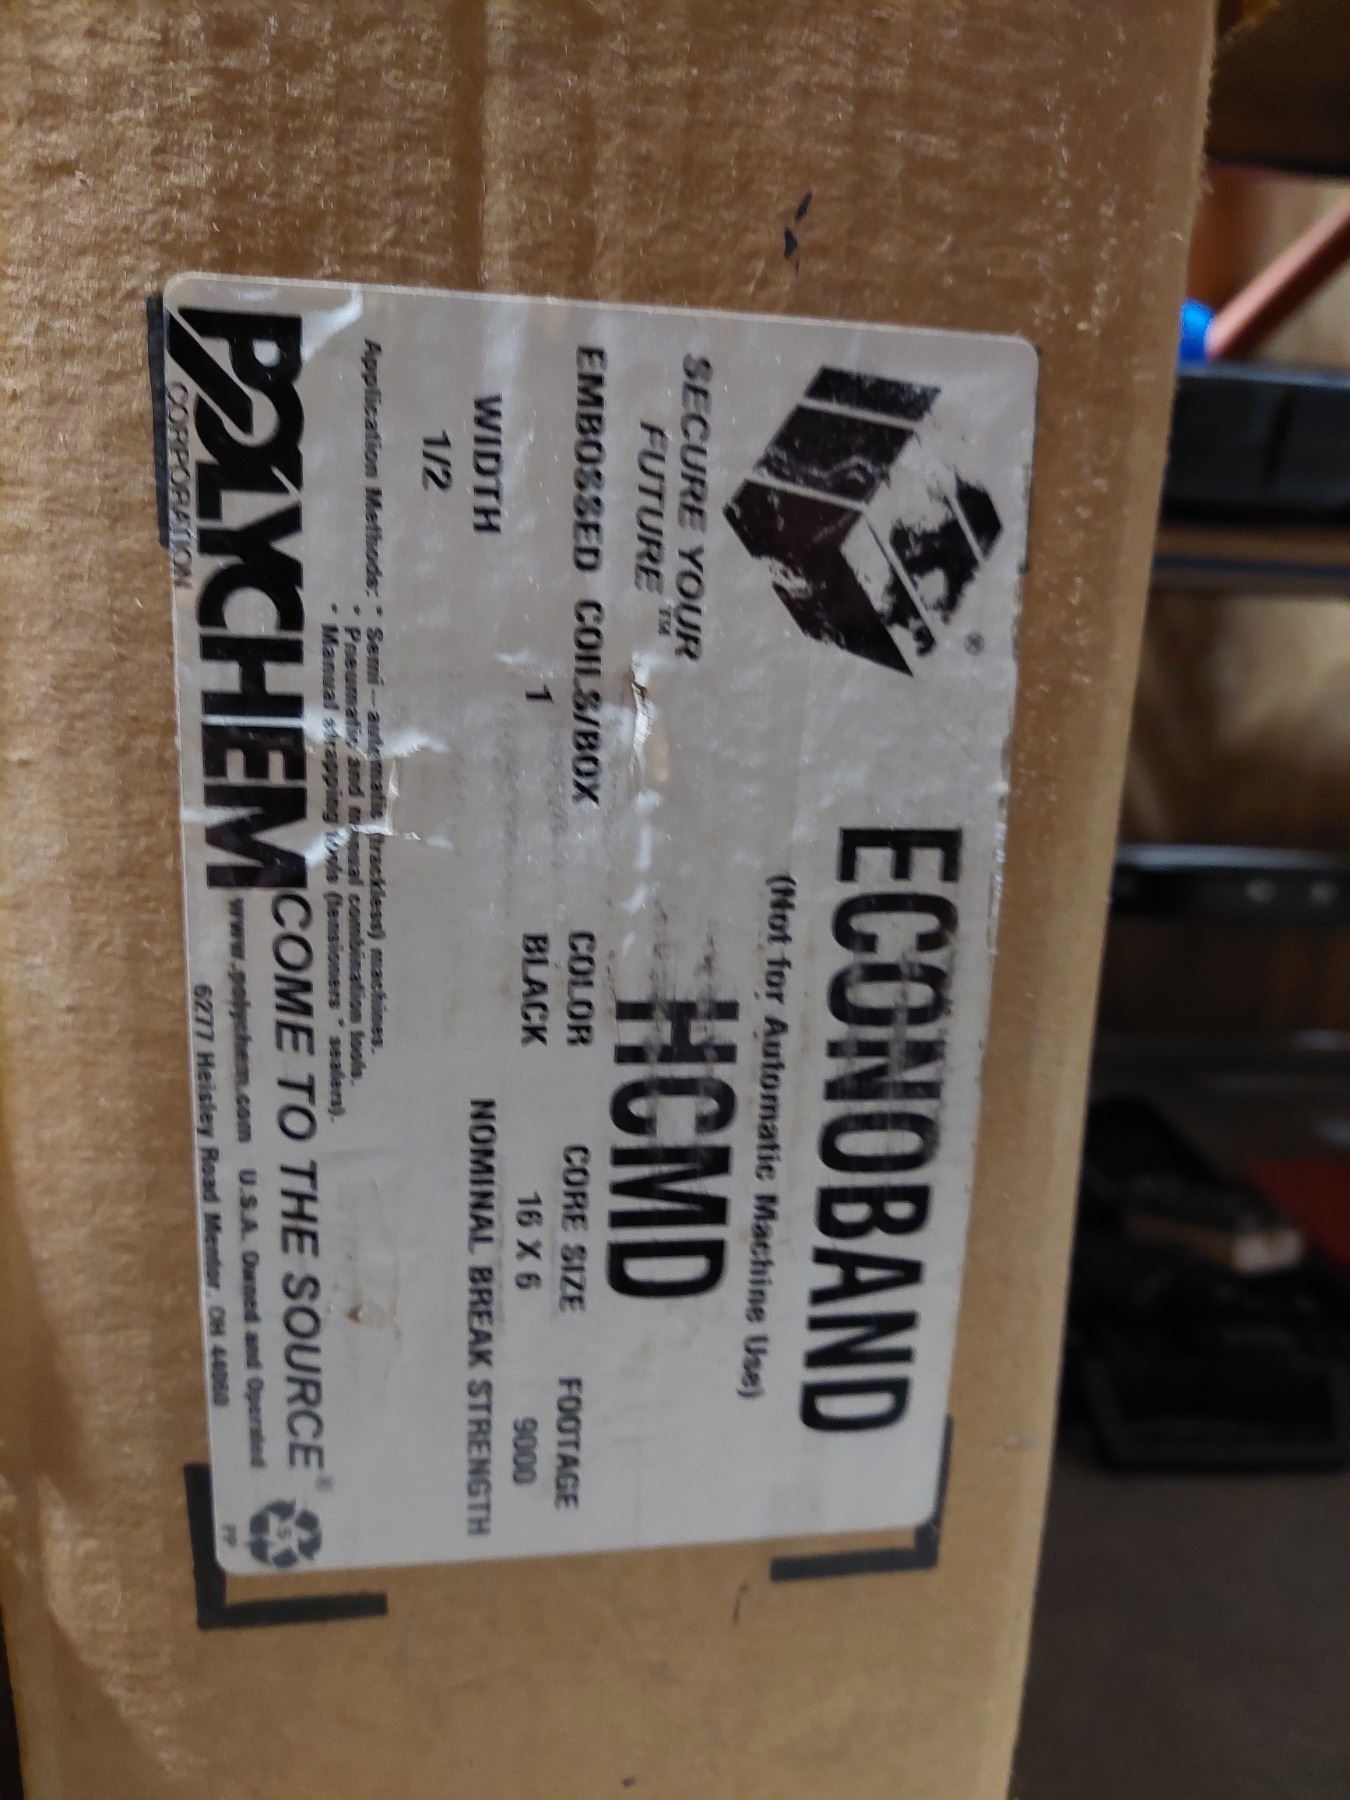 ®
SECURE YOUR
FUTURE™
ECONOBAND
(Not for Automatic Machine Use)
HCMD
EMBOSSED COILS/BOX COLOR CORE SIZE FOOTAGE
1 BLACK 16 X 6 9000
WIDTH NOMINAL BREAK STRENGTH
1/2
Application Methods: * Semi-automatic (trackless) machines.
* Pneumatic and manual combination tools.
* Manual strapping tools (tensioners * sealers).
POLYCHEM COME TO THE SOURCE®
CORPORATION
www.polychem.com U.S.A. Owned and Operated
6277 Heisley Road Mentor, OH 44060
5
PP